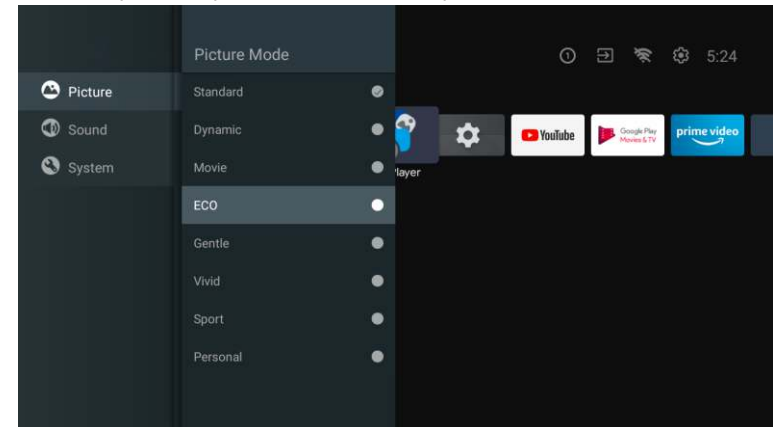 Picture Mode
5:24
Picture
Sound
System
Standard
Dynamic
Movie
ECO
Gentle
Vivid
Sport
Personal
1
YouTube
Google Play
Movies & TV
prime video
layer